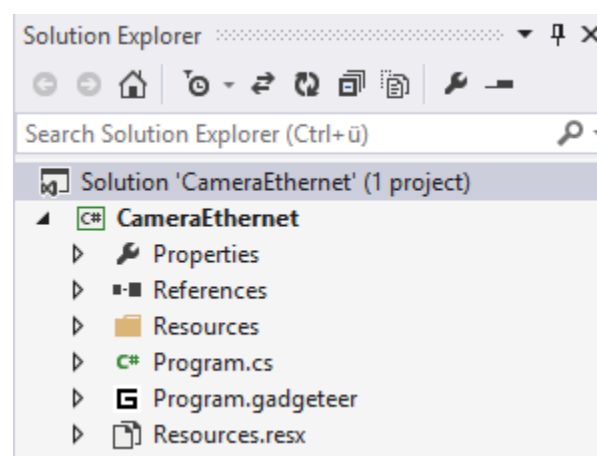 Solution Explorer
Search Solution Explorer (Ctrl+ü)
Solution 'CameraEthernet' (1 project)
C# CameraEthernet
Properties
References
Resources
C# Program.cs
G Program.gadgeteer
Resources.resx